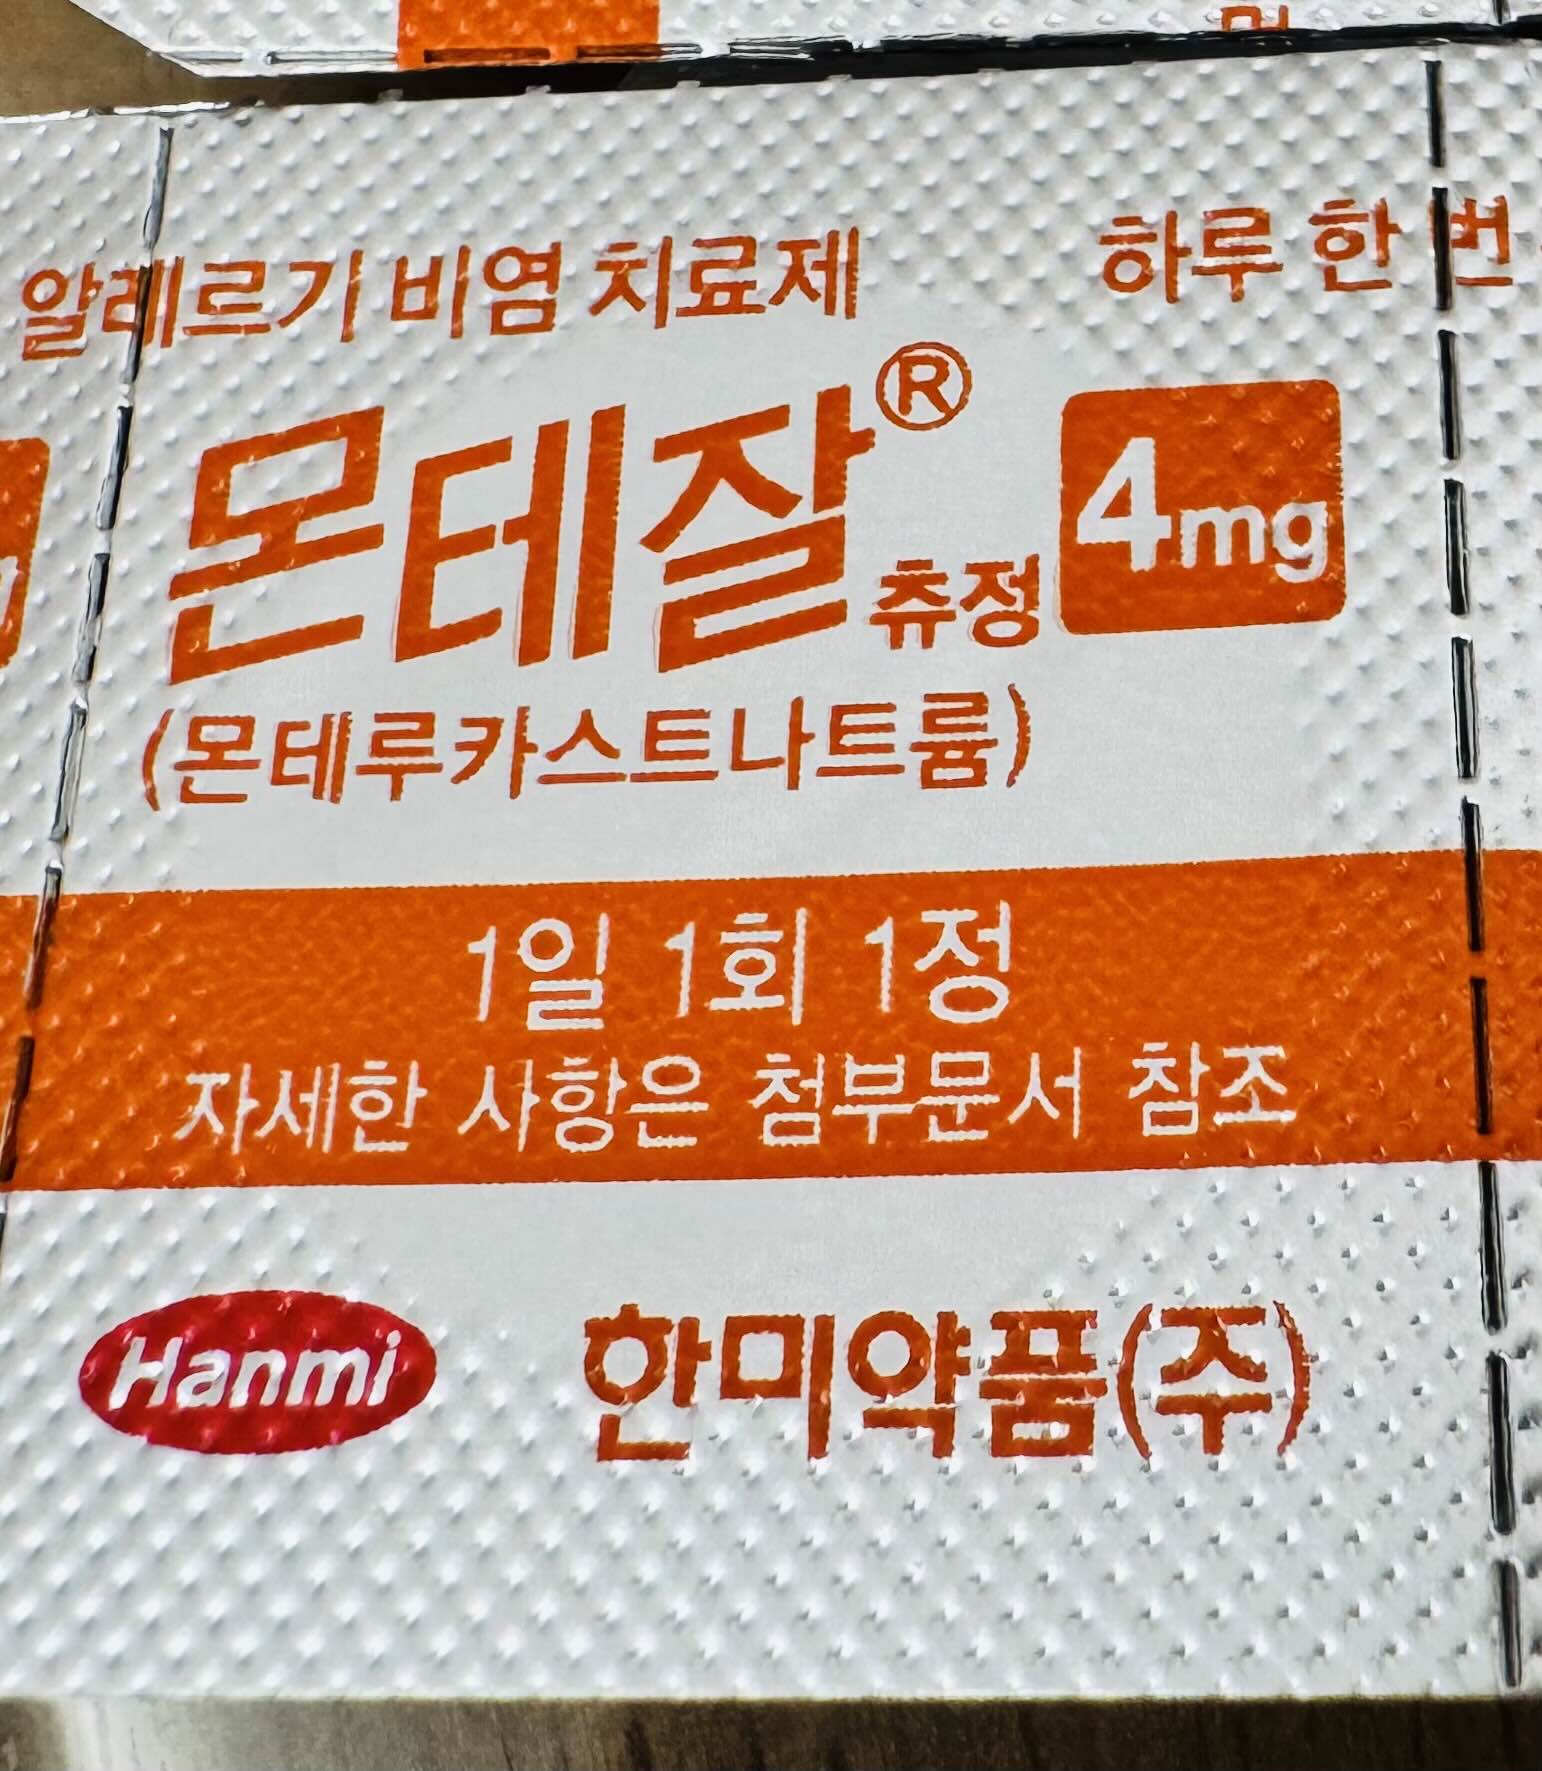 알레르기 비염 치료제 하루 한 번
몬테잘® 츄정 4mg
(몬테루카스트나트륨)
1일 1회 1정
자세한 사항은 첨부문서 참조
Hanmi 한미약품(주)